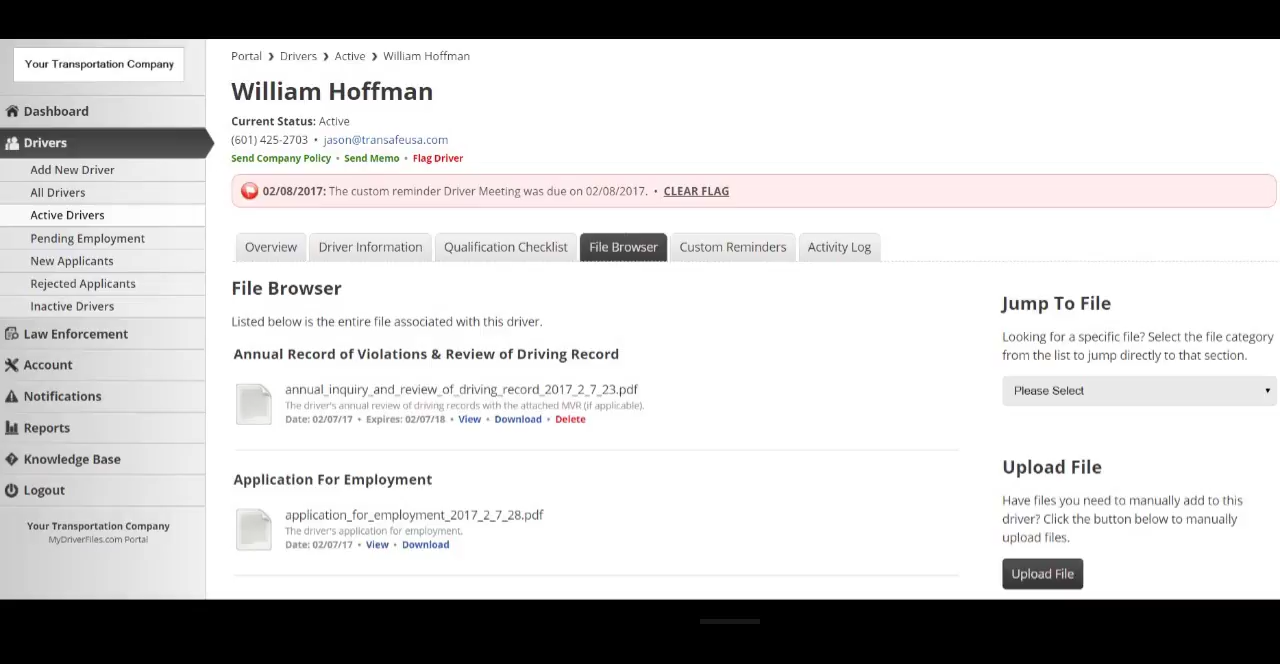 Your Transportation Company
Dashboard
Drivers
Add New Driver
All Drivers
Active Drivers
Pending Employment
New Applicants
Rejected Applicants
Inactive Drivers
Law Enforcement
Account
Notifications
Reports
Knowledge Base
Logout
Your Transportation Company
MyDriverFiles.com Portal
Portal › Drivers › Active › William Hoffman
William Hoffman
Current Status: Active
(601) 425-2703 • jason@transafeusa.com
Send Company Policy • Send Memo • Flag Driver
02/08/2017: The custom reminder Driver Meeting was due on 02/08/2017. • CLEAR FLAG
Overview Driver Information Qualification Checklist File Browser Custom Reminders Activity Log
File Browser
Listed below is the entire file associated with this driver.
Annual Record of Violations & Review of Driving Record
annual_inquiry_and_review_of_driving_record_2017_2_7_23.pdf
The driver's annual review of driving records with the attached MVR (if applicable).
Date: 02/07/17 • Expires: 02/07/18 • View • Download • Delete
Application For Employment
application_for_employment_2017_2_7_28.pdf
The driver's application for employment.
Date: 02/07/17 • View • Download
Jump To File
Looking for a specific file? Select the file category
from the list to jump directly to that section.
Please Select
Upload File
Have files you need to manually add to this
driver? Click the button below to manually
upload files.
Upload File